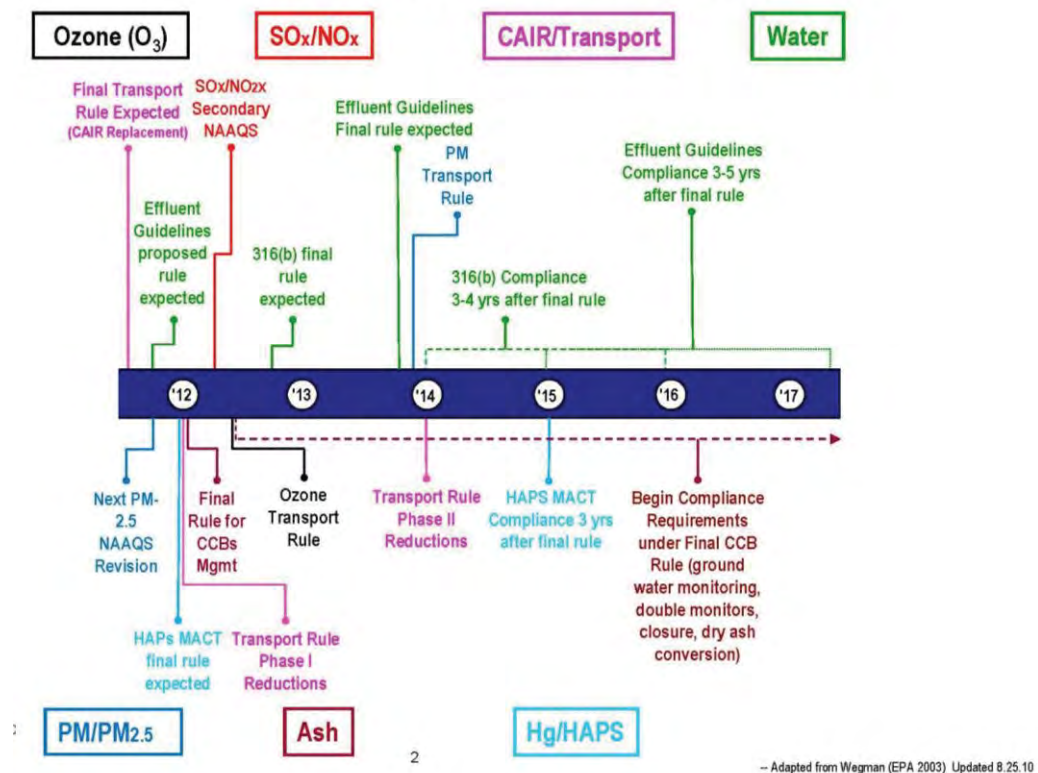 Ozone (O3)
SOx/NOx
CAIR/Transport
Water
Final Transport
Rule Expected
(CAIR Replacement)
SOx/NO2x
Secondary
NAAQS
Effluent
Guidelines
proposed
rule
expected
316(b) final
rule
expected
Effluent Guidelines
Final rule expected
PM
Transport
Rule
316(b) Compliance
3-4 yrs after final rule
Effluent Guidelines
Compliance 3-5 yrs
after final rule
'12
'13
'14
'15
'16
'17
Next PM-
2.5
NAAQS
Revision
HAPs MACT
final rule
expected
Final
Rule for
CCBs
Mgmt
Transport Rule
Phase I
Reductions
Ozone
Transport
Rule
Transport Rule
Phase II
Reductions
HAPS MACT
Compliance 3 yrs
after final rule
Begin Compliance
Requirements
under Final CCB
Rule (ground
water monitoring,
double monitors,
closure, dry ash
conversion)
PM/PM2.5
Ash
Hg/HAPS
2
-- Adapted from Wegman (EPA 2003) Updated 8.25.10